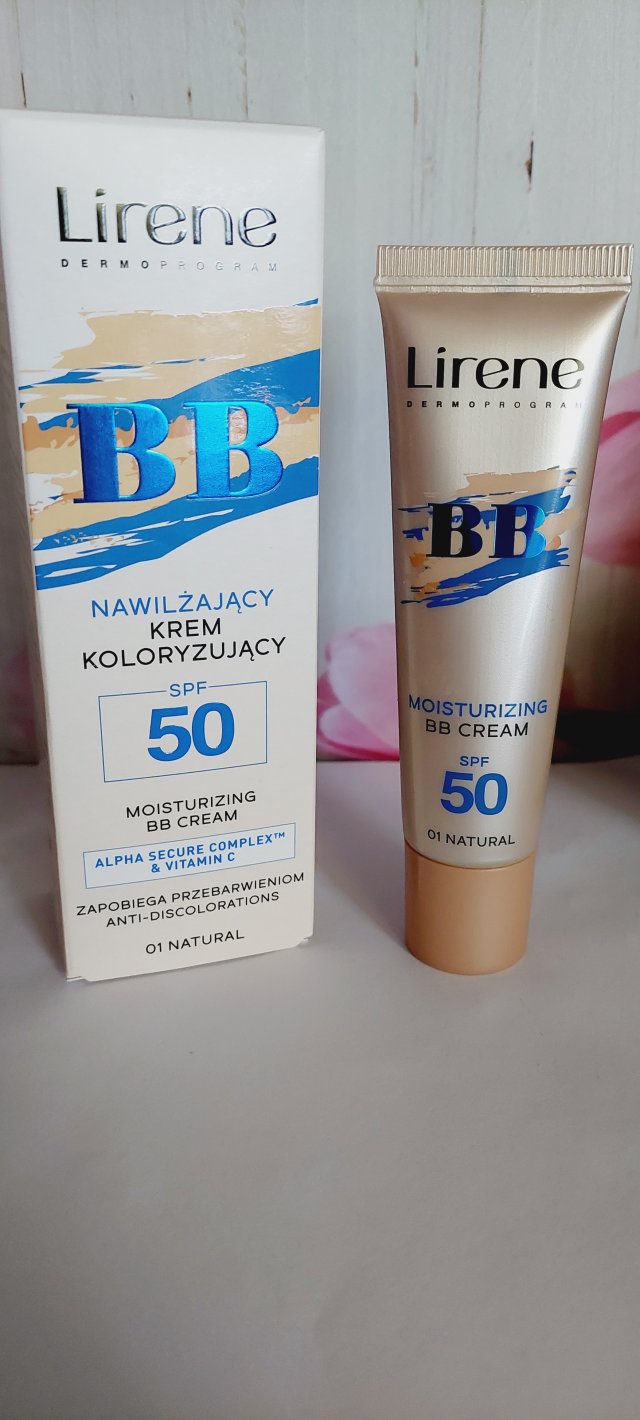 Lirene
DERMOPROGRAM
BB
NAWILŻAJĄCY
KREM
KOLORYZUJĄCY
SPF
50
MOISTURIZING
BB CREAM
ALPHA SECURE COMPLEX™
& VITAMIN C
ZAPOBIEGA PRZEBARWIENIOM
ANTI-DISCOLORATIONS
01 NATURAL
Lirene
DERMOPROGRAM
BB
MOISTURIZING
BB CREAM
SPF
50
01 NATURAL